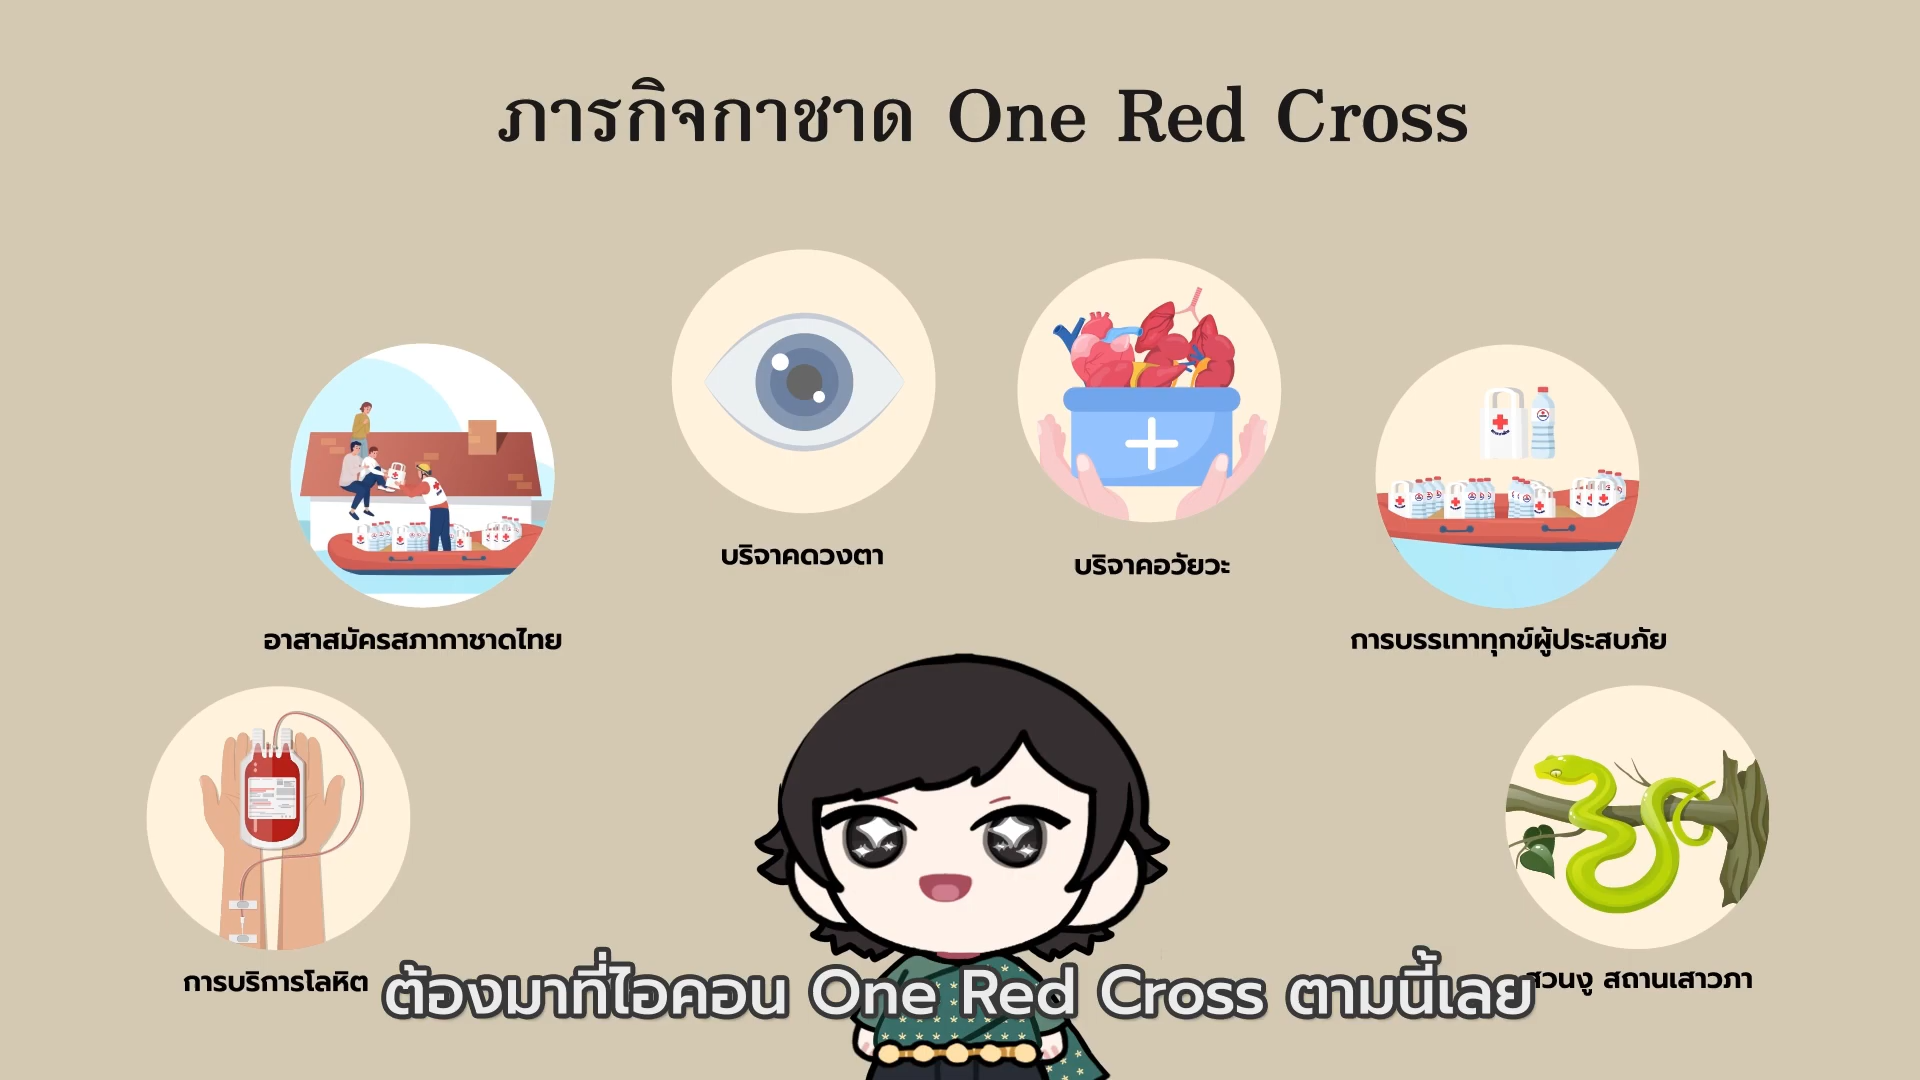 ภารกิจกาชาด One Red Cross
บริจาคดวงตา
บริจาคอวัยวะ
อาสาสมัครสภากาชาดไทย
การบรรเทาทุกข์ผู้ประสบภัย
การบริการโลหิต
สวนงู สถานเสาวภา
ต้องมาที่ไอคอน One Red Cross ตามนี้เลย